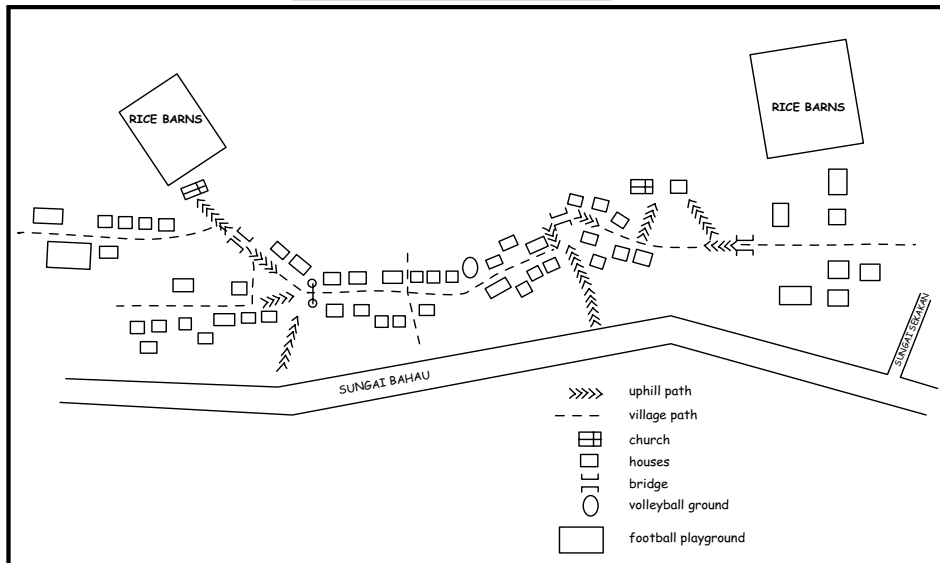 RICE BARNS
RICE BARNS
SUNGAI SEKAKAN
SUNGAI BAHAU
uphill path
village path
church
houses
bridge
volleyball ground
football playground